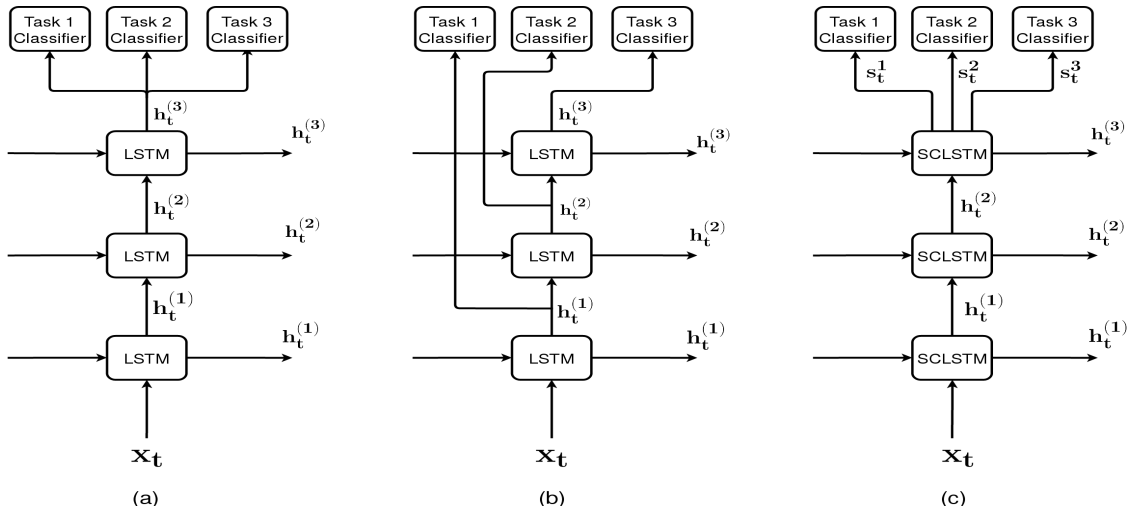 Task 1 Classifier
Task 2 Classifier
Task 3 Classifier
h_t^(3)
h_t^(3)
LSTM
h_t^(2)
h_t^(2)
LSTM
h_t^(1)
h_t^(1)
LSTM
x_t
(a)
Task 1 Classifier
Task 2 Classifier
Task 3 Classifier
h_t^(3)
h_t^(3)
LSTM
h_t^(2)
h_t^(2)
LSTM
h_t^(1)
h_t^(1)
LSTM
x_t
(b)
Task 1 Classifier
Task 2 Classifier
Task 3 Classifier
s_t^1
s_t^2
s_t^3
h_t^(3)
SCLSTM
h_t^(2)
h_t^(2)
SCLSTM
h_t^(1)
h_t^(1)
SCLSTM
x_t
(c)